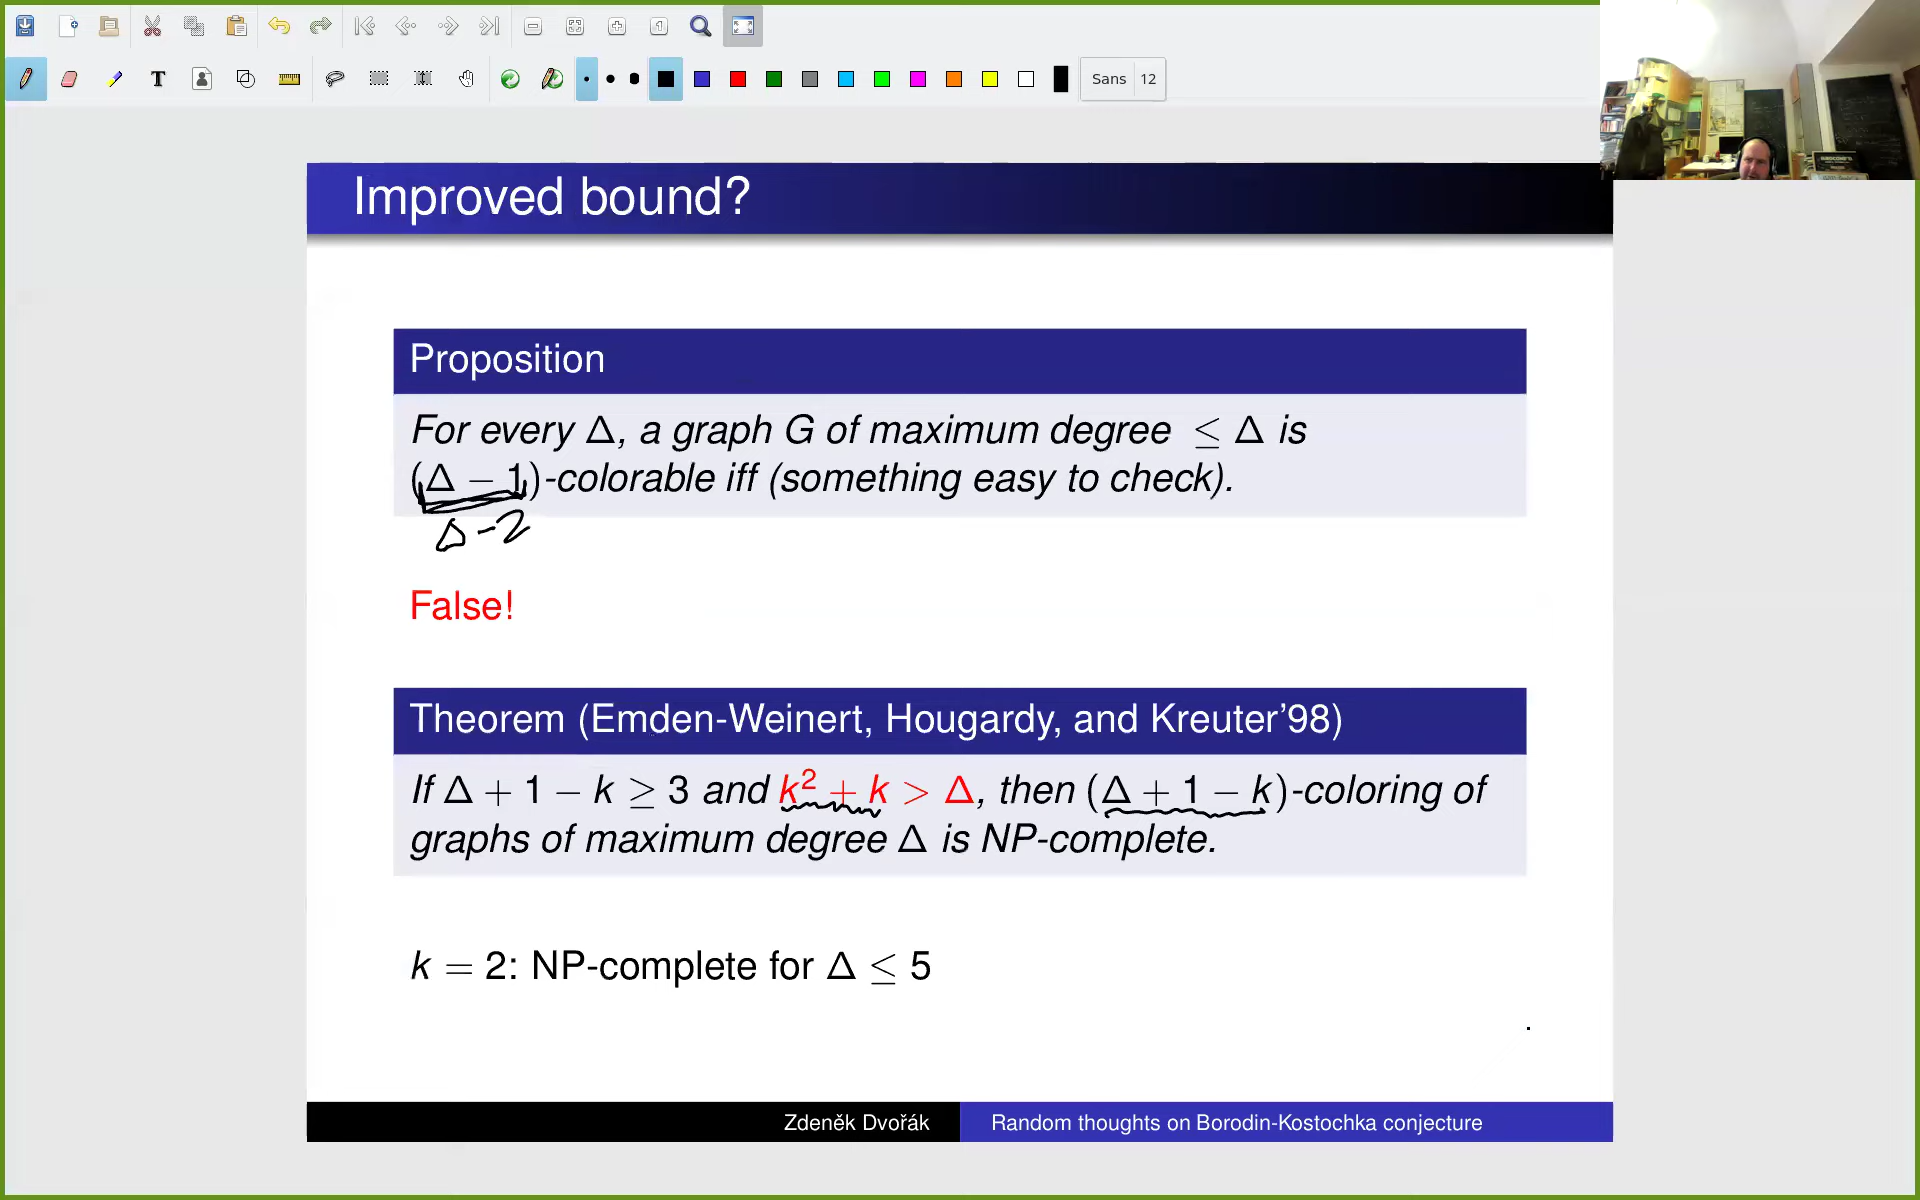 T
Sans 12
Improved bound?
Proposition
For every Δ, a graph G of maximum degree ≤ Δ is
(Δ − 1)-colorable iff (something easy to check).
Δ-2
False!
Theorem (Emden-Weinert, Hougardy, and Kreuter'98)
If Δ + 1 − k ≥ 3 and k² + k > Δ, then (Δ + 1 − k)-coloring of
graphs of maximum degree Δ is NP-complete.
k = 2: NP-complete for Δ ≤ 5
Zdeněk Dvořák Random thoughts on Borodin-Kostochka conjecture